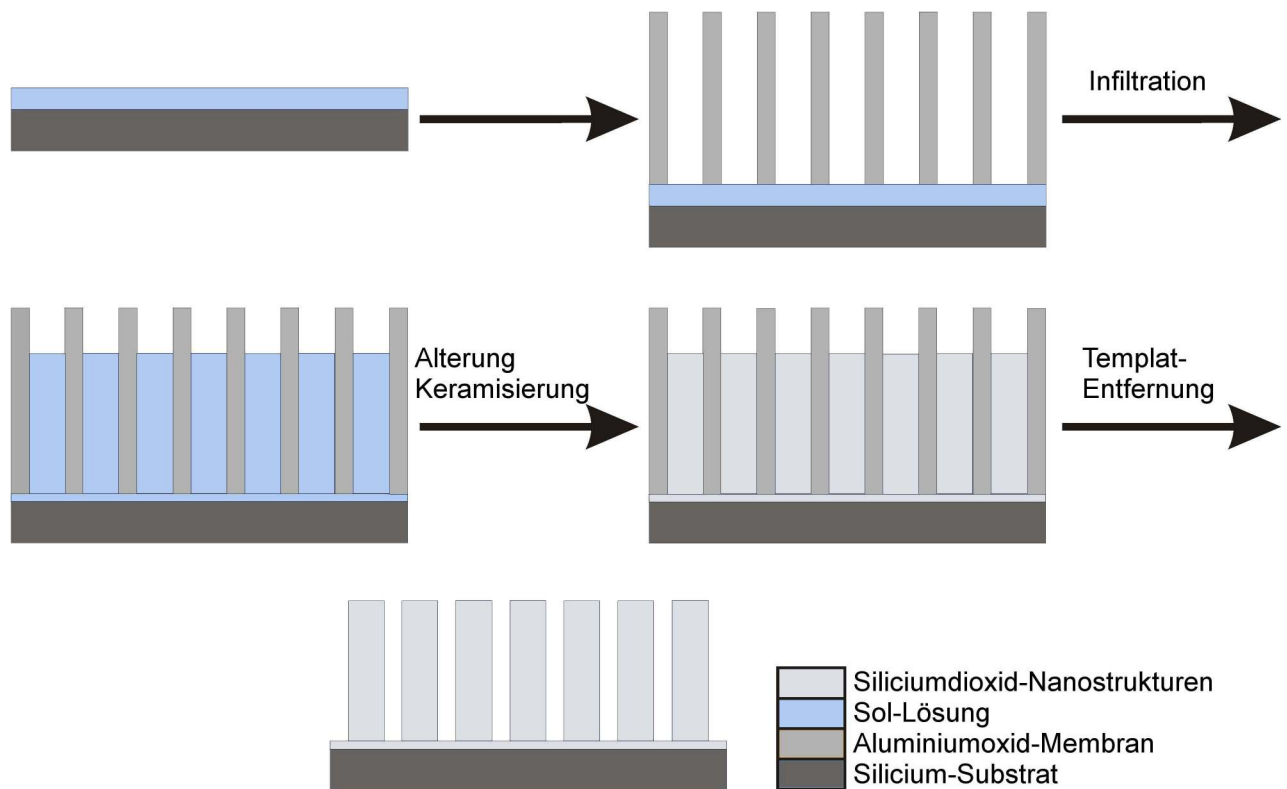 Infiltration
Alterung
Keramisierung
Templat-
Entfernung
Siliciumdioxid-Nanostrukturen
Sol-Lösung
Aluminiumoxid-Membran
Silicium-Substrat